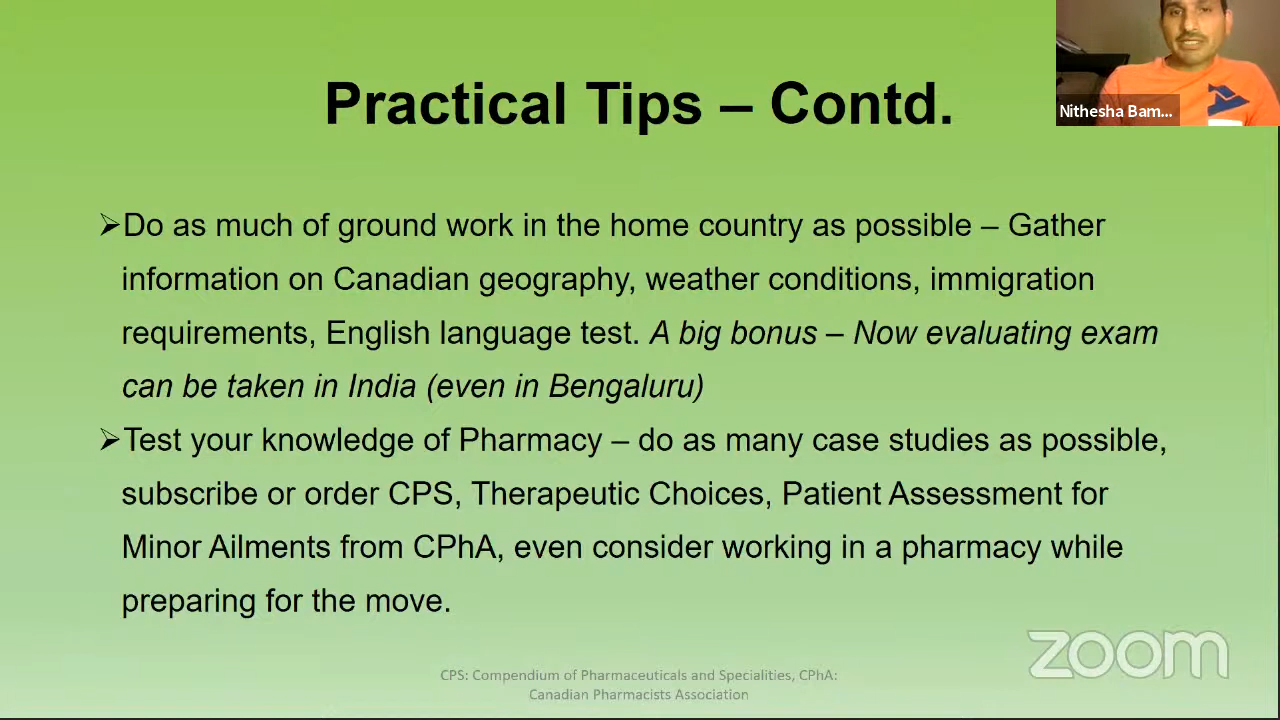 Practical Tips – Contd.
Nithesha Bam...
➢Do as much of ground work in the home country as possible – Gather
information on Canadian geography, weather conditions, immigration
requirements, English language test. A big bonus – Now evaluating exam
can be taken in India (even in Bengaluru)
➢Test your knowledge of Pharmacy – do as many case studies as possible,
subscribe or order CPS, Therapeutic Choices, Patient Assessment for
Minor Ailments from CPhA, even consider working in a pharmacy while
preparing for the move.
zoom
CPS: Compendium of Pharmaceuticals and Specialities, CPhA:
Canadian Pharmacists Association